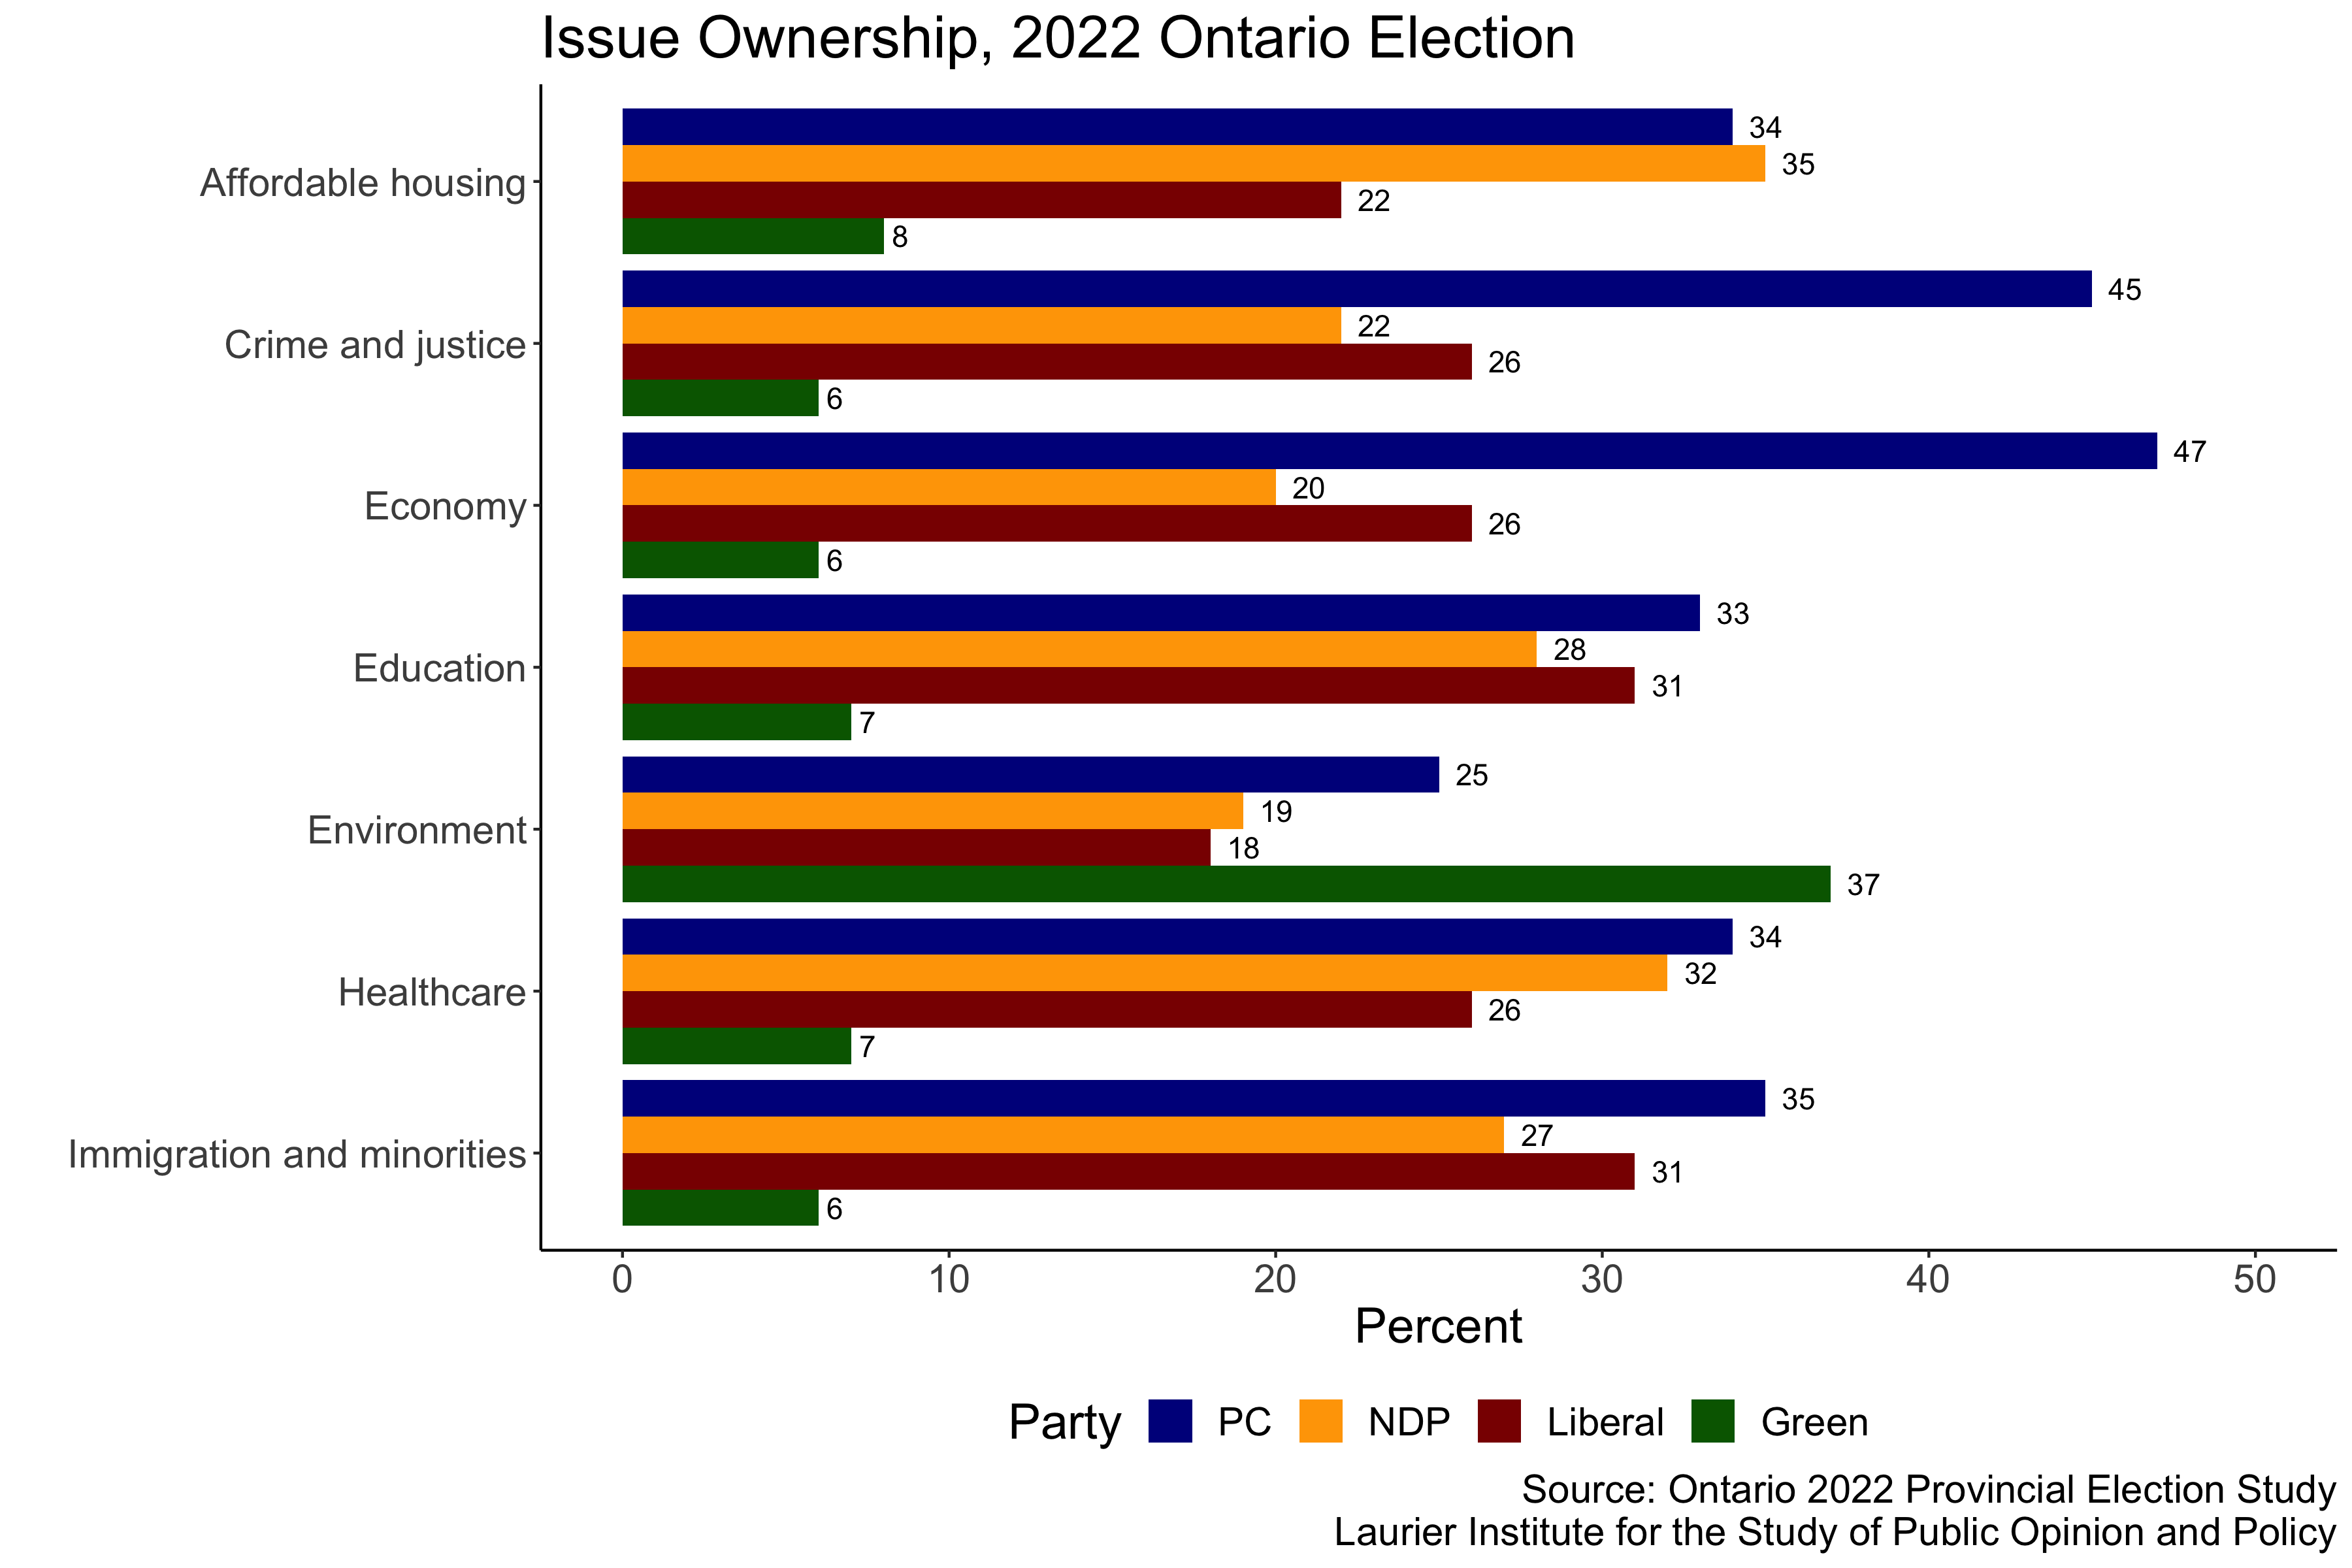 Issue Ownership, 2022 Ontario Election
Affordable housing
34
35
22
8
Crime and justice
45
22
26
6
Economy
47
20
26
6
Education
33
28
31
7
Environment
25
19
18
37
Healthcare
34
32
26
7
Immigration and minorities
35
27
31
6
0 10 20 30 40 50
Percent
Party PC NDP Liberal Green
Source: Ontario 2022 Provincial Election Study
Laurier Institute for the Study of Public Opinion and Policy